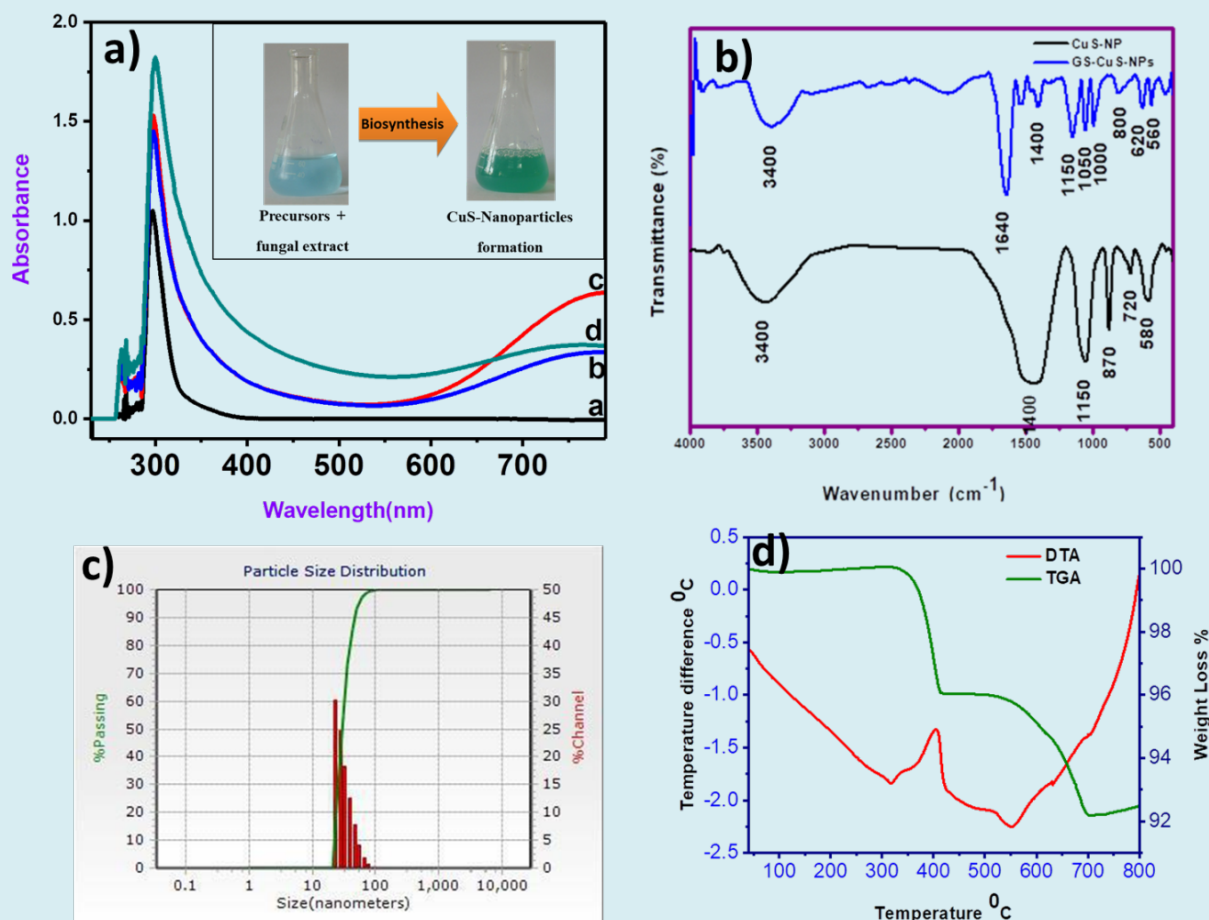 a)
2.0
1.5
1.0
0.5
0.0
Absorbance
Biosynthesis
Precursors +
fungal extract
CuS-Nanoparticles
formation
c
d
b
a
300 400 500 600 700
Wavelength(nm)
b)
CuS-NP
GS-CuS-NPs
Transmittance (%)
3400
1640
1400
1150
1050
1000
800
620
560
3400
1400
1150
870
720
580
4000 3500 3000 2500 2000 1500 1000 500
Wavenumber (cm-1)
c)
Particle Size Distribution
100
90
80
70
60
50
40
30
20
10
0
%Passing
50
45
40
35
30
25
20
15
10
5
0
%Channel
0.1 1 10 100 1,000 10,000
Size(nanometers)
d)
DTA
TGA
0.5
0.0
-0.5
-1.0
-1.5
-2.0
-2.5
Temperature difference 0C
100
98
96
94
92
Weight Loss %
100 200 300 400 500 600 700 800
Temperature 0C